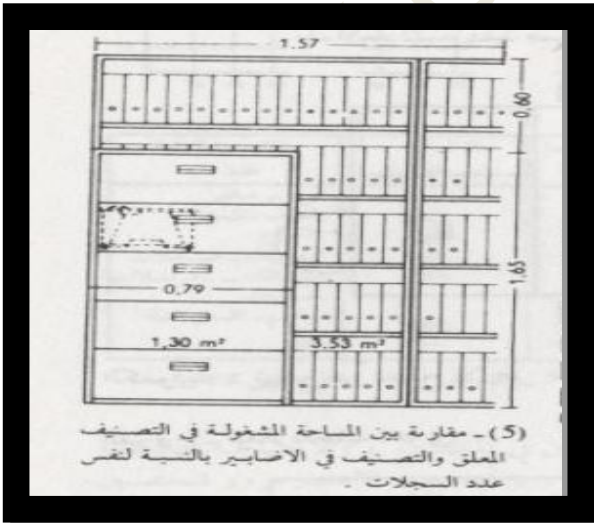 1.57
0,60
1,65
0,79
1,30 m²
3.53 m²
(5)ـ مقارنة بين المساحة المشغولة في التصنيف
المعلق والتصنيف في الاضابير بالنسبة لنفس
عدد السجلات .